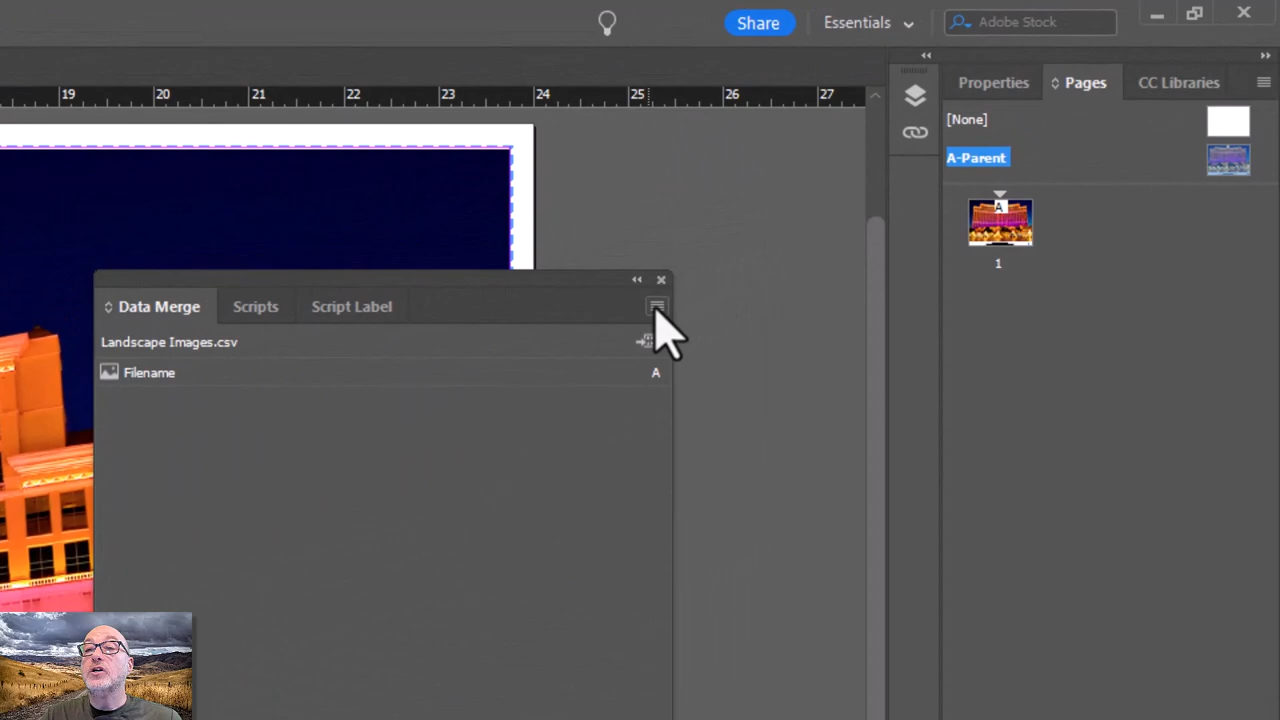 Share
Essentials
Adobe Stock
19 20 21 22 23 24 25 26 27
Properties
Pages
CC Libraries
[None]
A-Parent
A
1
Data Merge
Scripts
Script Label
Landscape Images.csv
Filename
A